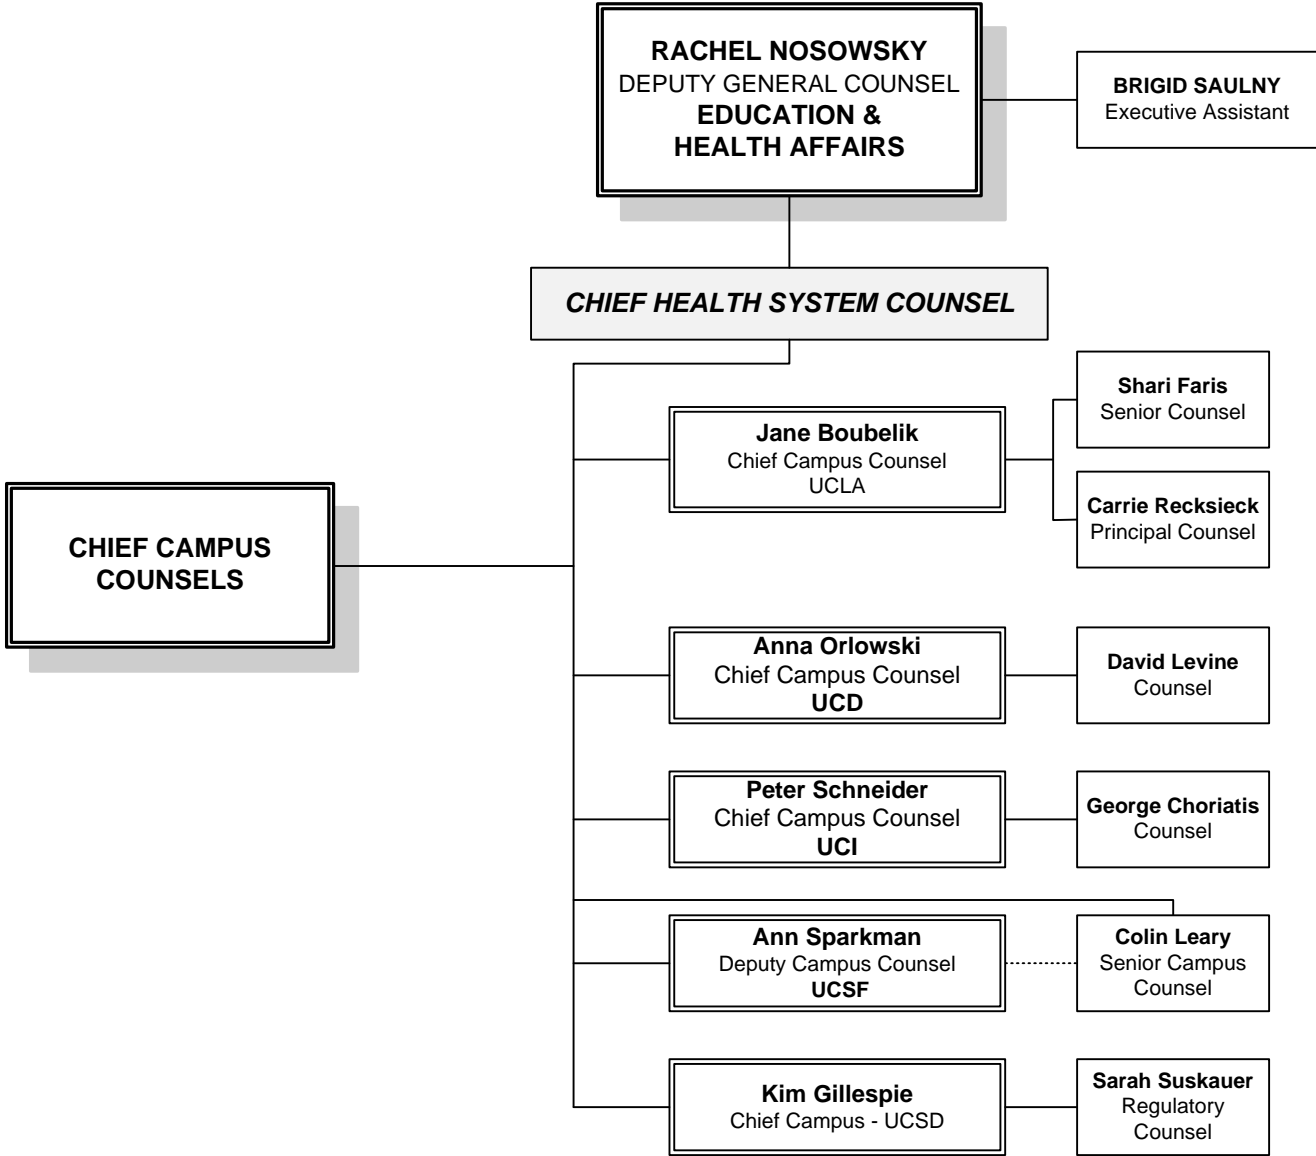 RACHEL NOSOWSKY
DEPUTY GENERAL COUNSEL
EDUCATION &
HEALTH AFFAIRS
BRIGID SAULNY
Executive Assistant
CHIEF HEALTH SYSTEM COUNSEL
CHIEF CAMPUS
COUNSELS
Jane Boubelik
Chief Campus Counsel
UCLA
Shari Faris
Senior Counsel
Carrie Recksieck
Principal Counsel
Anna Orlowski
Chief Campus Counsel
UCD
David Levine
Counsel
Peter Schneider
Chief Campus Counsel
UCI
George Choriatis
Counsel
Ann Sparkman
Deputy Campus Counsel
UCSF
Colin Leary
Senior Campus
Counsel
Kim Gillespie
Chief Campus - UCSD
Sarah Suskauer
Regulatory
Counsel